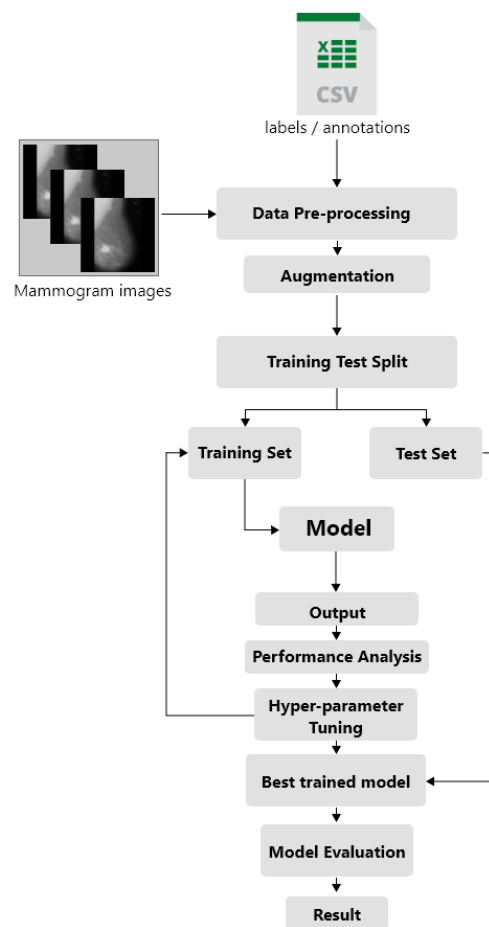 X
CSV
labels / annotations
Mammogram images
Data Pre-processing
Augmentation
Training Test Split
Training Set
Test Set
Model
Output
Performance Analysis
Hyper-parameter
Tuning
Best trained model
Model Evaluation
Result